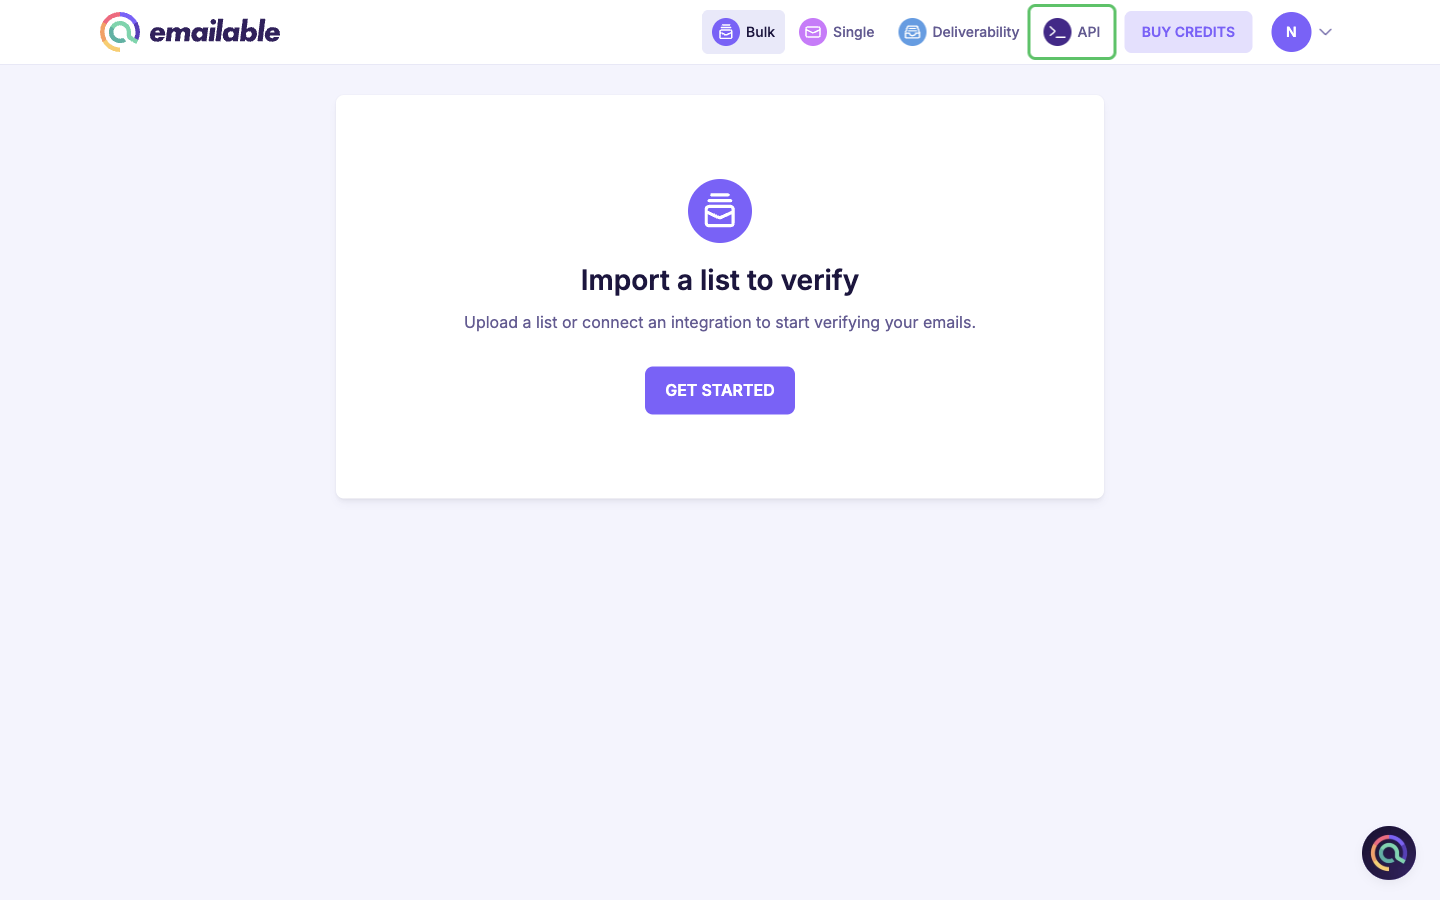 emailable
Bulk
Single
Deliverability
API
BUY CREDITS
N
Import a list to verify
Upload a list or connect an integration to start verifying your emails.
GET STARTED